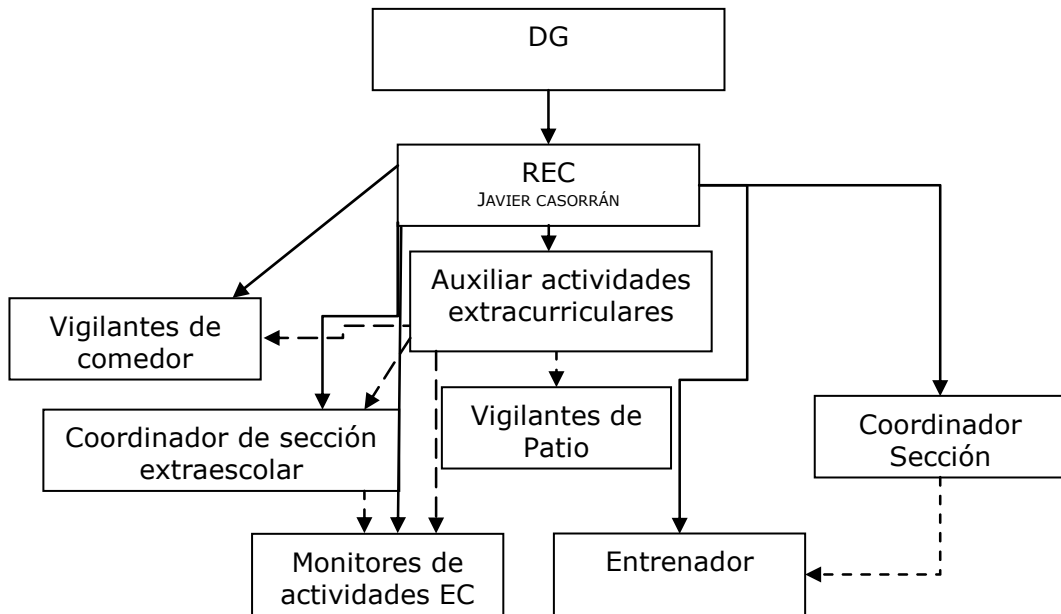 DG
REC
JAVIER CASORRÁN
Auxiliar actividades
extracurriculares
Vigilantes de
comedor
Vigilantes de
Patio
Coordinador
Sección
Coordinador de sección
extraescolar
Monitores de
actividades EC
Entrenador